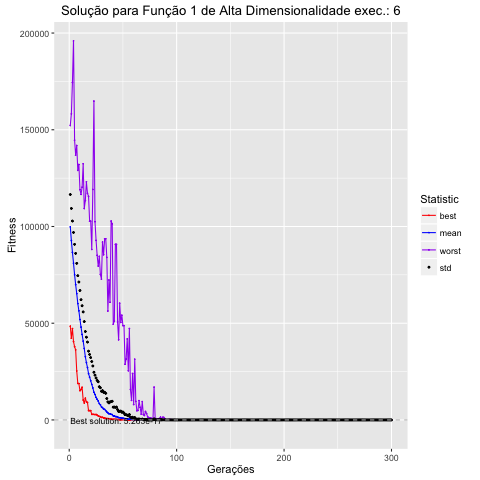 Solução para Função 1 de Alta Dimensionalidade exec.: 6
200000
150000
100000
50000
0
Fitness
Best solution:
0
100
200
300
Gerações
Statistic
best
mean
worst
std